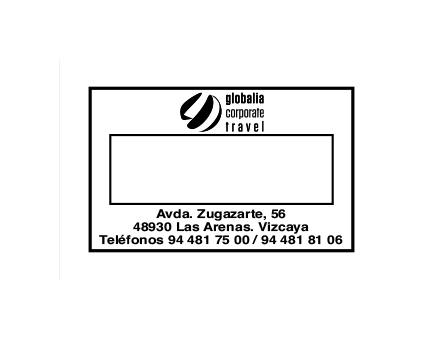 globalia
corporate
travel
Avda. Zugazarte, 56
48930 Las Arenas. Vizcaya
Teléfonos 94 481 75 00 / 94 481 81 06